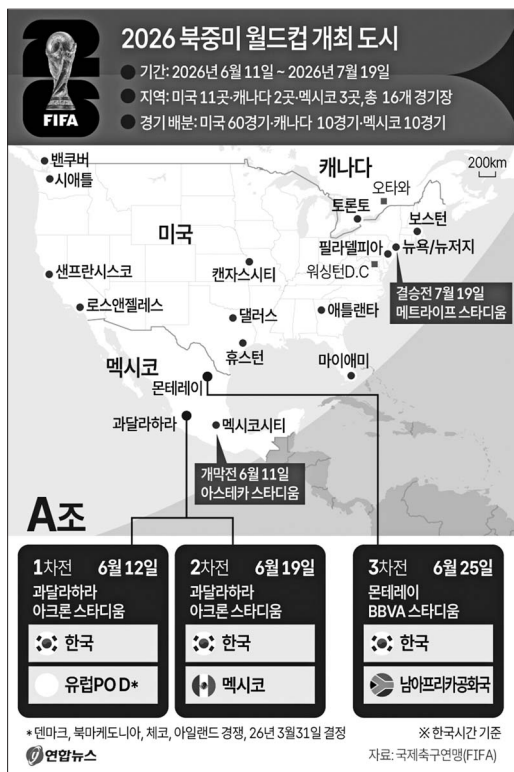 2026 북중미 월드컵 개최 도시
FIFA
● 기간: 2026년 6월 11일 ~ 2026년 7월 19일
● 지역: 미국 11곳·캐나다 2곳·멕시코 3곳, 총 16개 경기장
● 경기 배분: 미국 60경기·캐나다 10경기·멕시코 10경기
200km
밴쿠버
시애틀
캐나다
오타와
토론토
보스턴
미국
필라델피아
뉴욕/뉴저지
샌프란시스코
캔자스시티
워싱턴D.C
결승전 7월 19일
메트라이프 스타디움
로스앤젤레스
댈러스
애틀랜타
휴스턴
멕시코
마이애미
몬테레이
과달라하라
멕시코시티
개막전 6월 11일
아스테카 스타디움
A조
1차전 6월 12일
과달라하라
아크론 스타디움
한국
유럽PO D*
2차전 6월 19일
과달라하라
아크론 스타디움
한국
멕시코
3차전 6월 25일
몬테레이
BBVA 스타디움
한국
남아프리카공화국
* 덴마크, 북마케도니아, 체코, 아일랜드 경쟁, 26년 3월31일 결정
※ 한국시간 기준
연합뉴스
자료: 국제축구연맹(FIFA)